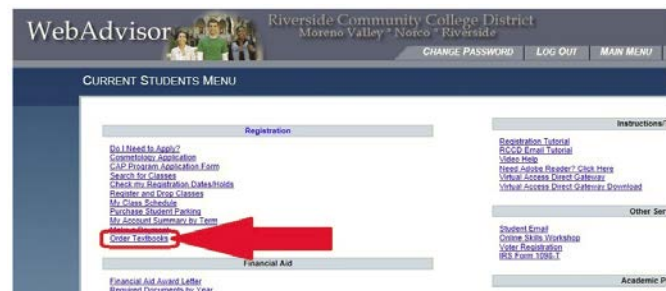 WebAdvisor
Riverside Community College District
Moreno Valley * Norco * Riverside
CHANGE PASSWORD LOG OUT MAIN MENU
CURRENT STUDENTS MENU
Registration
Do I Need to Apply?
Cosmetology Application
CAP Program Application Form
Search for Classes
Check my Registration Dates/Holds
Register and Drop Classes
My Class Schedule
Purchase Student Parking
My Account Summary by Term
Order Textbooks
Financial Aid
Financial Aid Award Letter
Required Documents by Year
Instructions/
Registration Tutorial
RCCD Email Tutorial
Video Help
Need Adobe Reader? Click Here
Virtual Access Direct Gateway
Virtual Access Direct Gateway Download
Other Ser
Student Email
Online Skills Workshop
Voter Registration
IRS Form 1098-T
Academic P